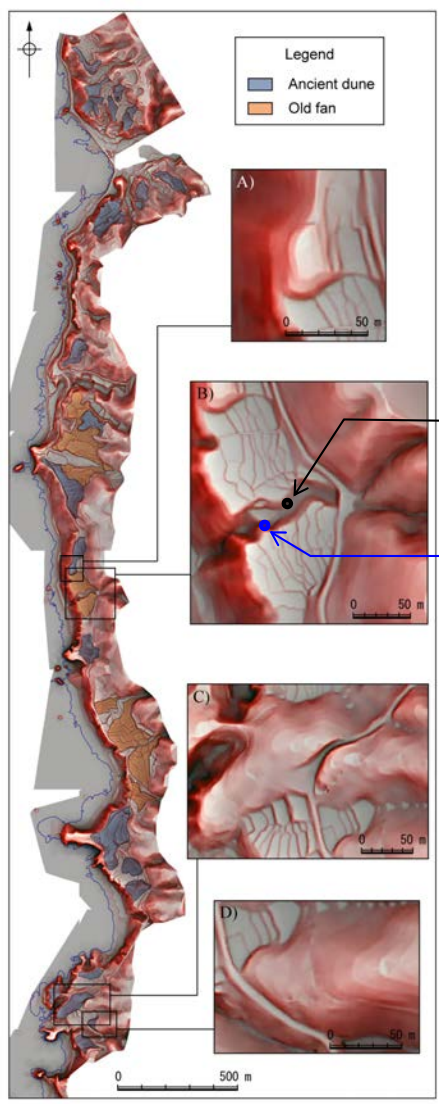 Legend
Ancient dune
Old fan
A)
0 50 m
B)
0 50 m
C)
0 50 m
D)
0 50 m
0 500 m